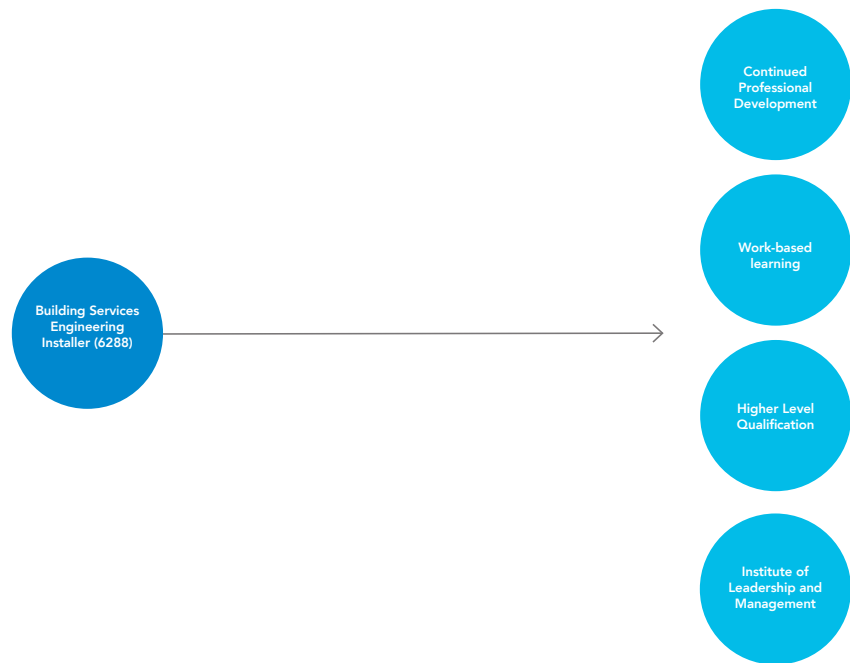 Continued
Professional
Development
Work-based
learning
Building Services
Engineering
Installer (6288)
Higher Level
Qualification
Institute of
Leadership and
Management